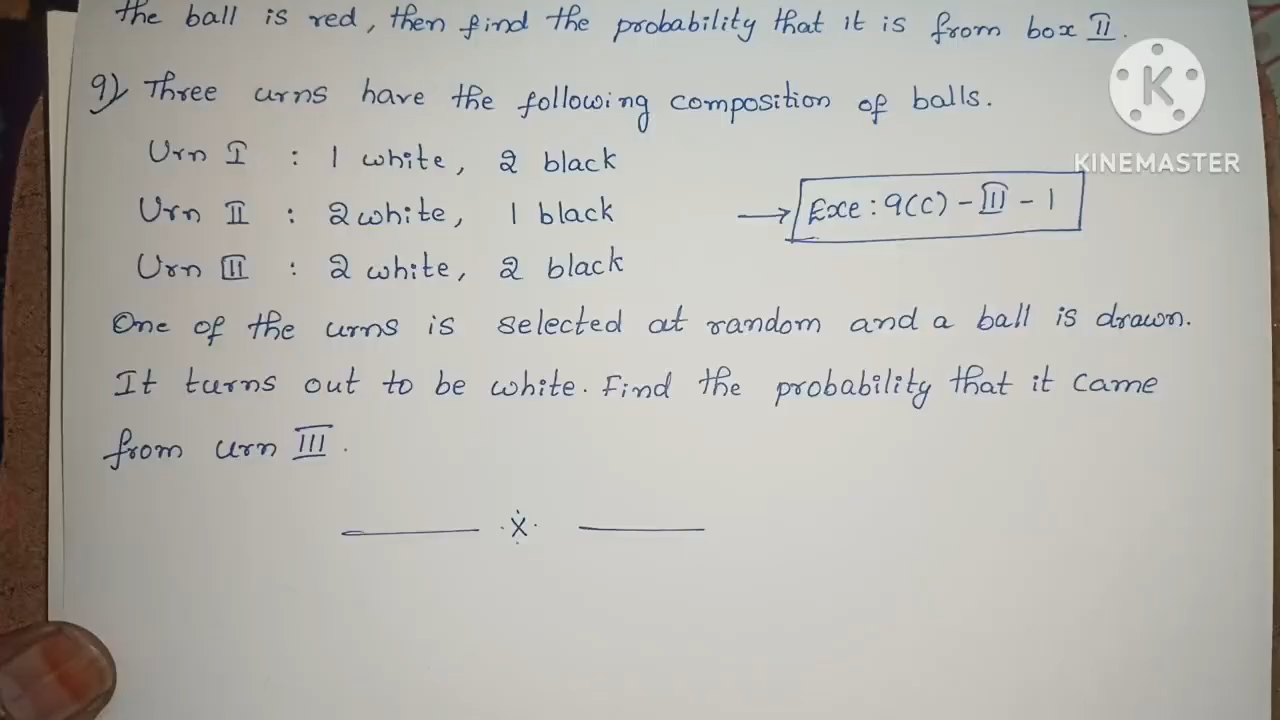 the ball is red, then find the probability that it is from box II.
9) Three urns have the following composition of balls.
Urn I : 1 white, 2 black
Urn II : 2 white, 1 black
Urn III : 2 white, 2 black
→ Exe : 9(c) - III - 1
One of the urns is selected at random and a ball is drawn.
It turns out to be white. Find the probability that it came
from urn III.
X
K
KINEMASTER